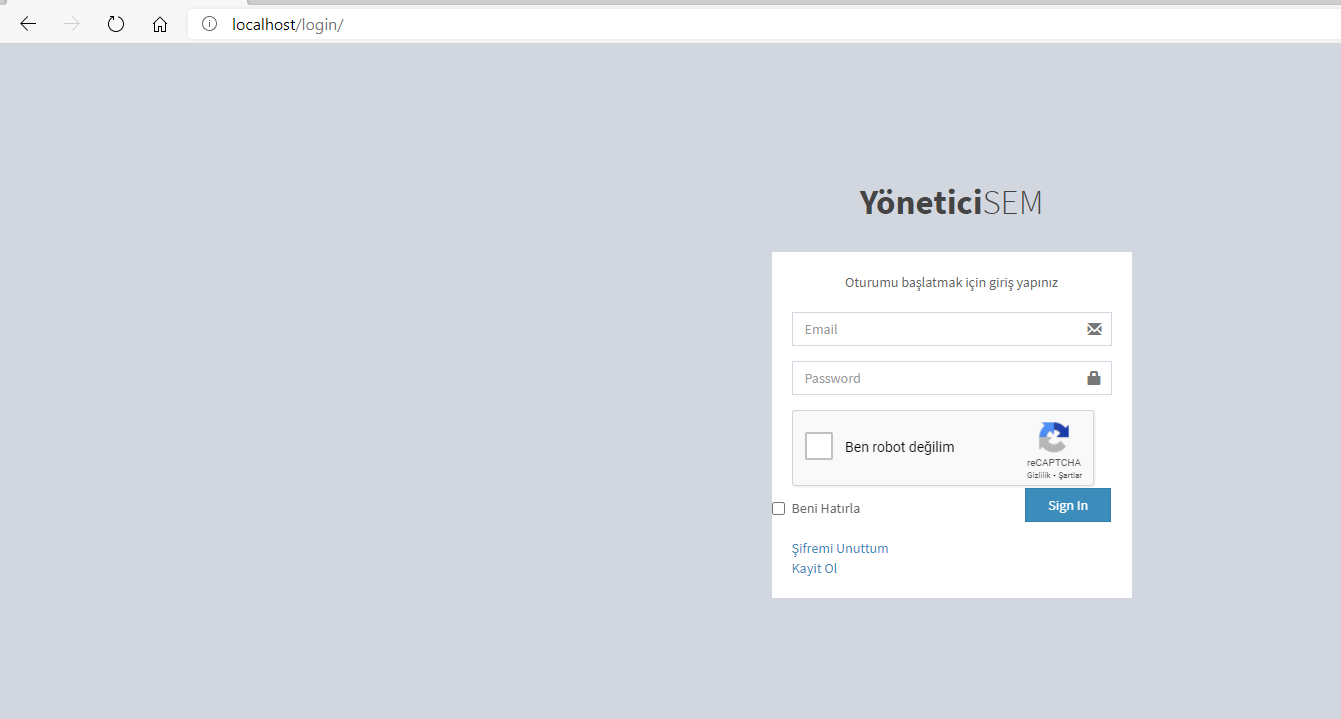 localhost/login/
YöneticiSEM
Oturumu başlatmak için giriş yapınız
Email
Password
Ben robot değilim
reCAPTCHA
Gizlilik - Şartlar
Beni Hatırla
Sign In
Şifremi Unuttum
Kayit Ol